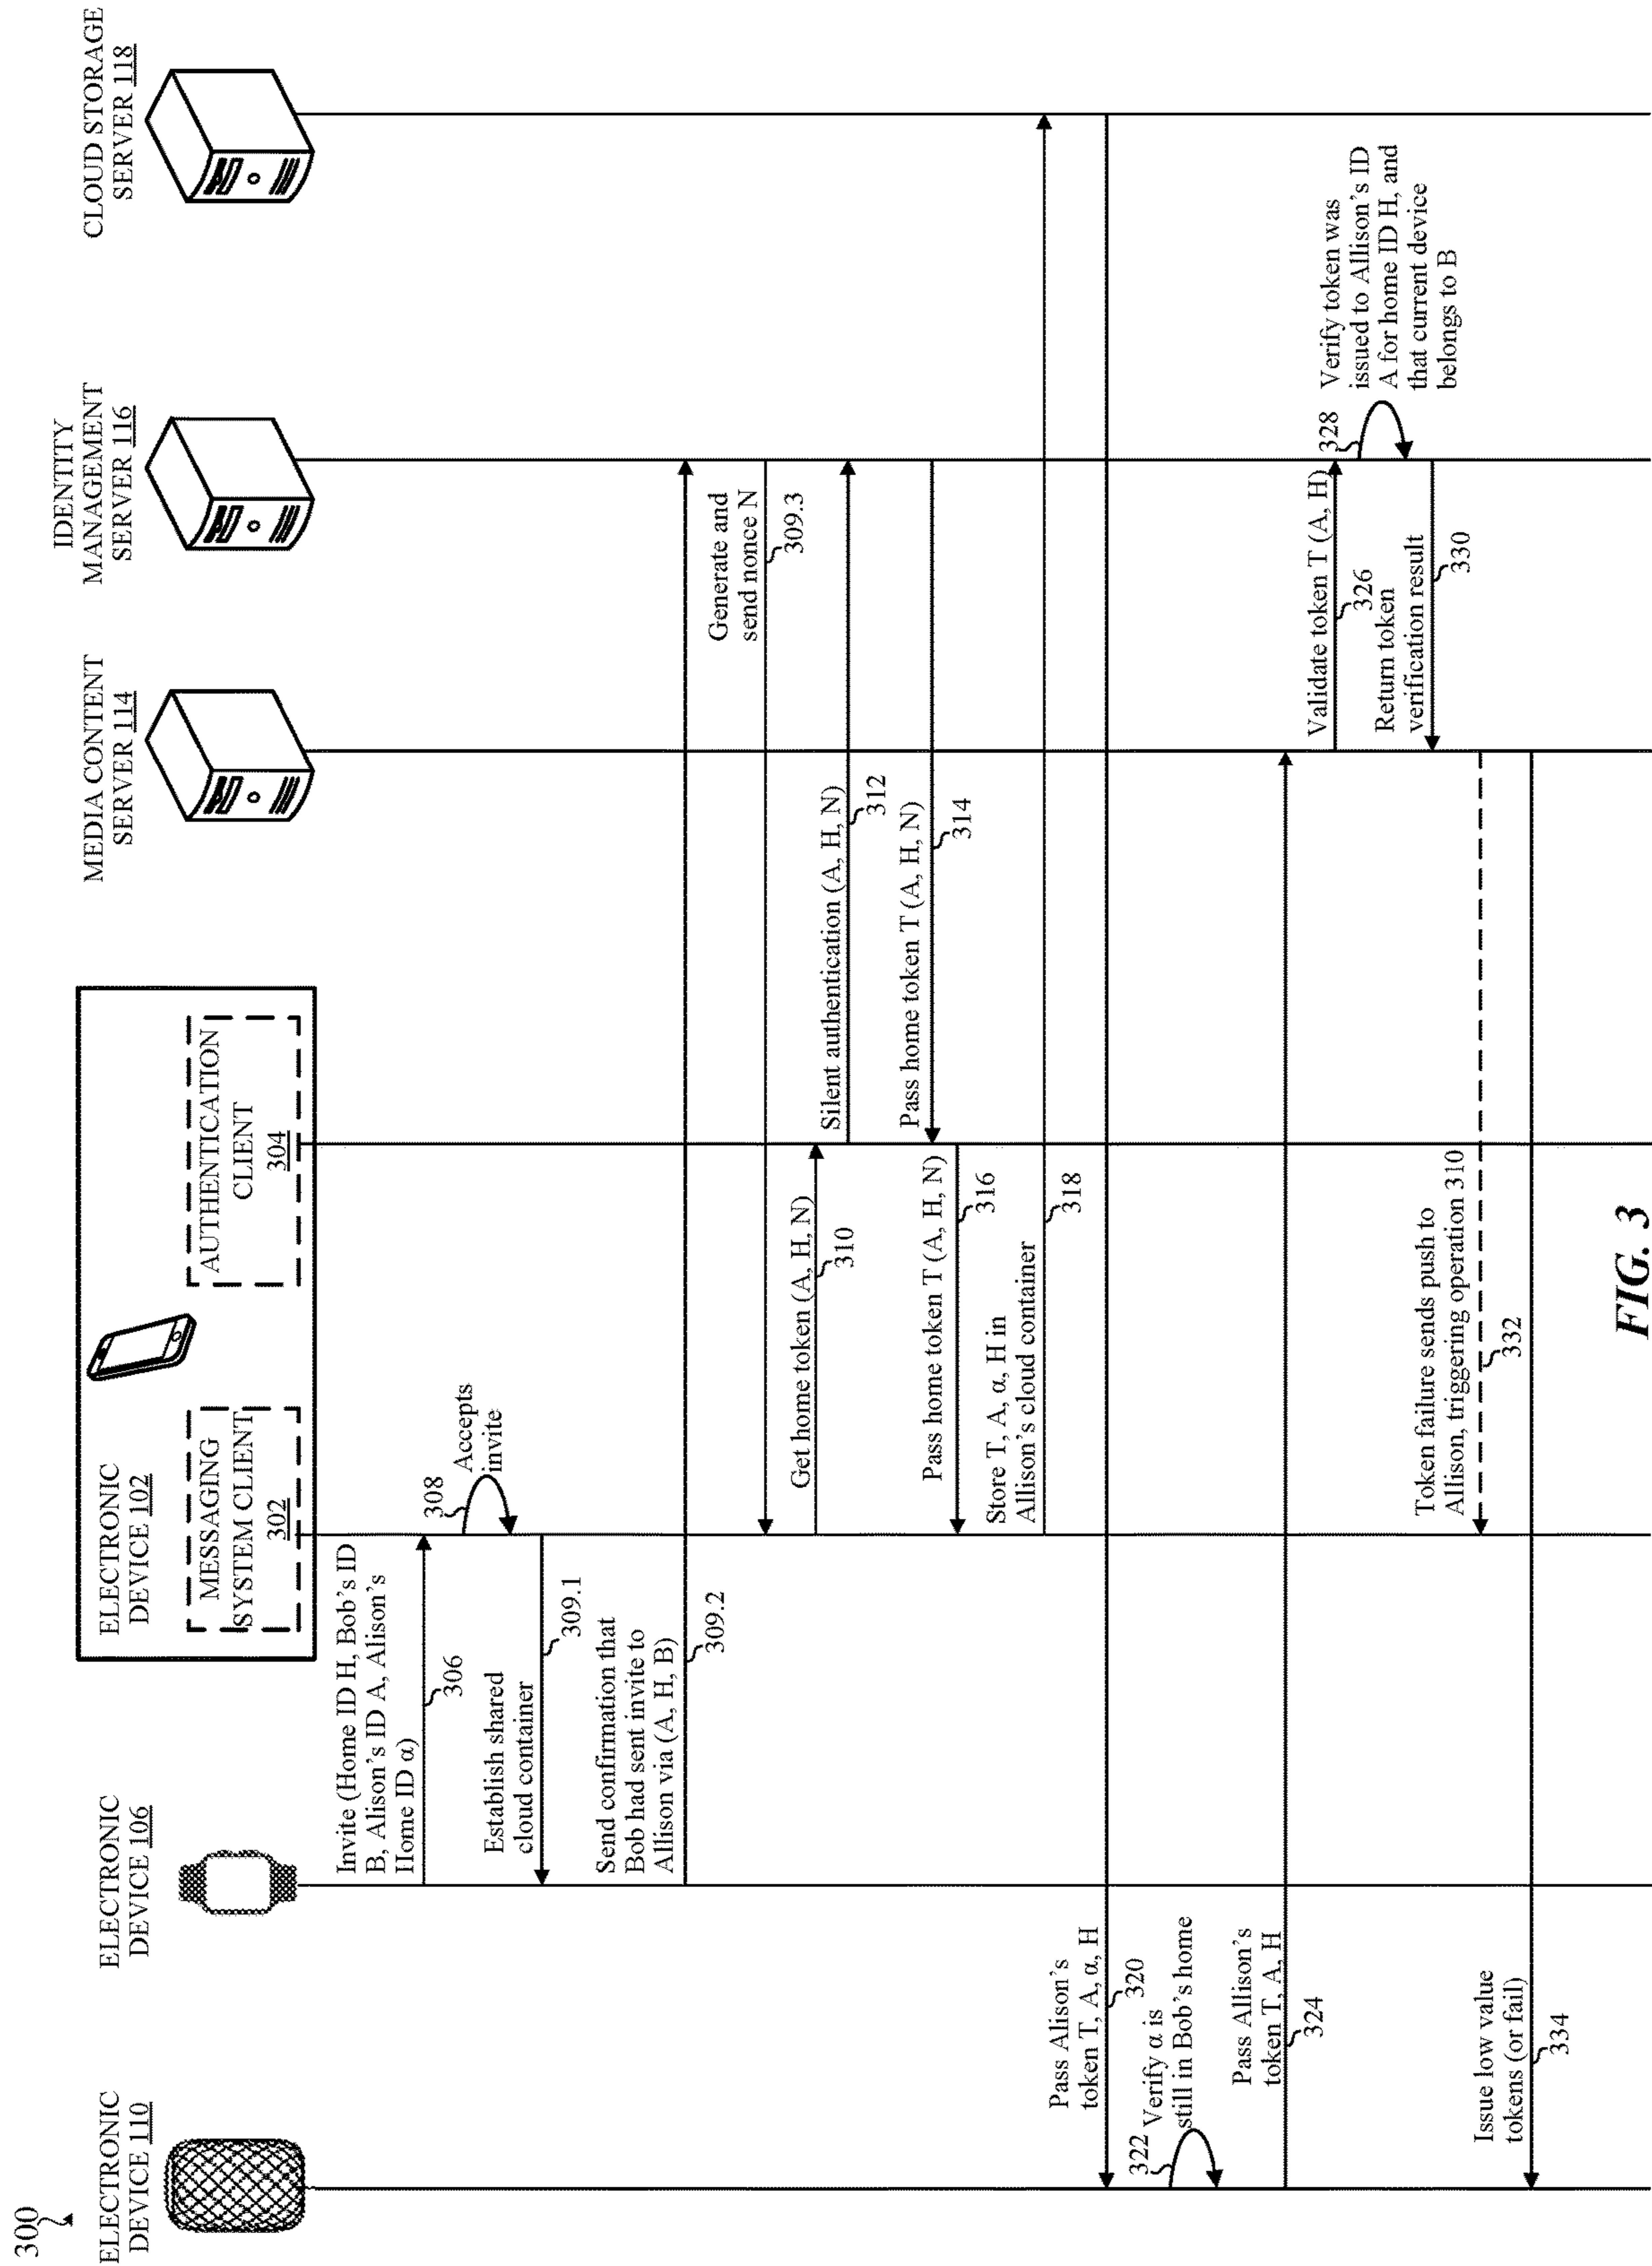 300
ELECTRONIC
DEVICE 110
ELECTRONIC
DEVICE 106
ELECTRONIC
DEVICE 102
MESSAGING
SYSTEM CLIENT
302
AUTHENTICATION
CLIENT
304
MEDIA CONTENT
SERVER 114
IDENTITY
MANAGEMENT
SERVER 116
CLOUD STORAGE
SERVER 118
Invite (Home ID H, Bob's ID
B, Alison's ID A, Alison's
Home ID α)
306
308
Accepts
invite
Establish shared
cloud container
309.1
Send confirmation that
Bob had sent invite to
Allison via (A, H, B)
309.2
Generate and
send nonce N
309.3
Get home token (A, H, N)
310
Silent authentication (A, H, N)
312
Pass home token T (A, H, N)
314
Pass home token T (A, H, N)
316
Store T, A, α, H in
Allison's cloud container
318
Pass Alison's
token T, A, α, H
320
322 Verify α is
still in Bob's home
Pass Allison's
token T, A, H
324
Validate token T (A, H)
326
328
Verify token was
issued to Allison's ID
A for home ID H, and
that current device
belongs to B
Return token
verification result
330
Token failure sends push to
Allison, triggering operation 310
332
Issue low value
tokens (or fail)
334
FIG. 3